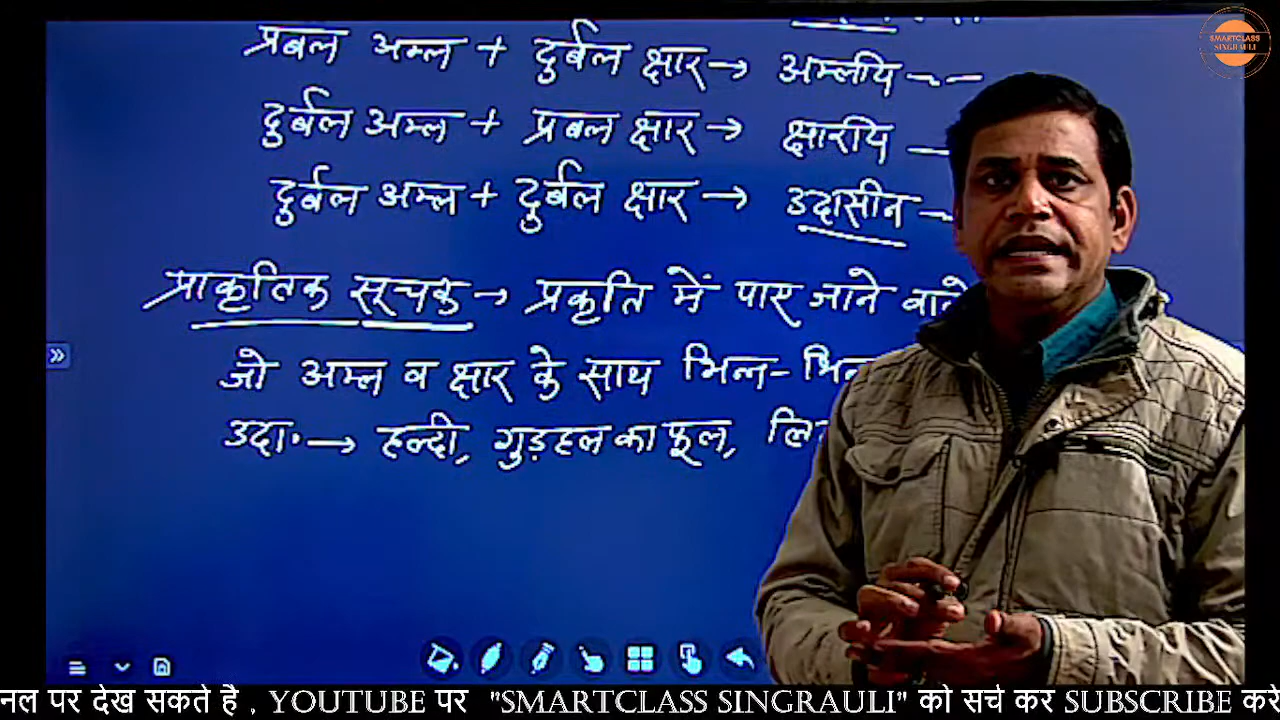 प्रबल अम्ल + दुर्बल क्षार → अम्लीय
दुर्बल अम्ल + प्रबल क्षार → क्षारीय
दुर्बल अम्ल + दुर्बल क्षार → उदासीन
प्राकृतिक सूचक → प्रकृति में पाए जाने
जो अम्ल व क्षार के साथ भिन्न-
उदा. → हल्दी, गुड़हल का फूल,
SMARTCLASS
SINGRAULI
नल पर देख सकते है , YOUTUBE पर "SMARTCLASS SINGRAULI" को सर्च कर SUBSCRIBE करे